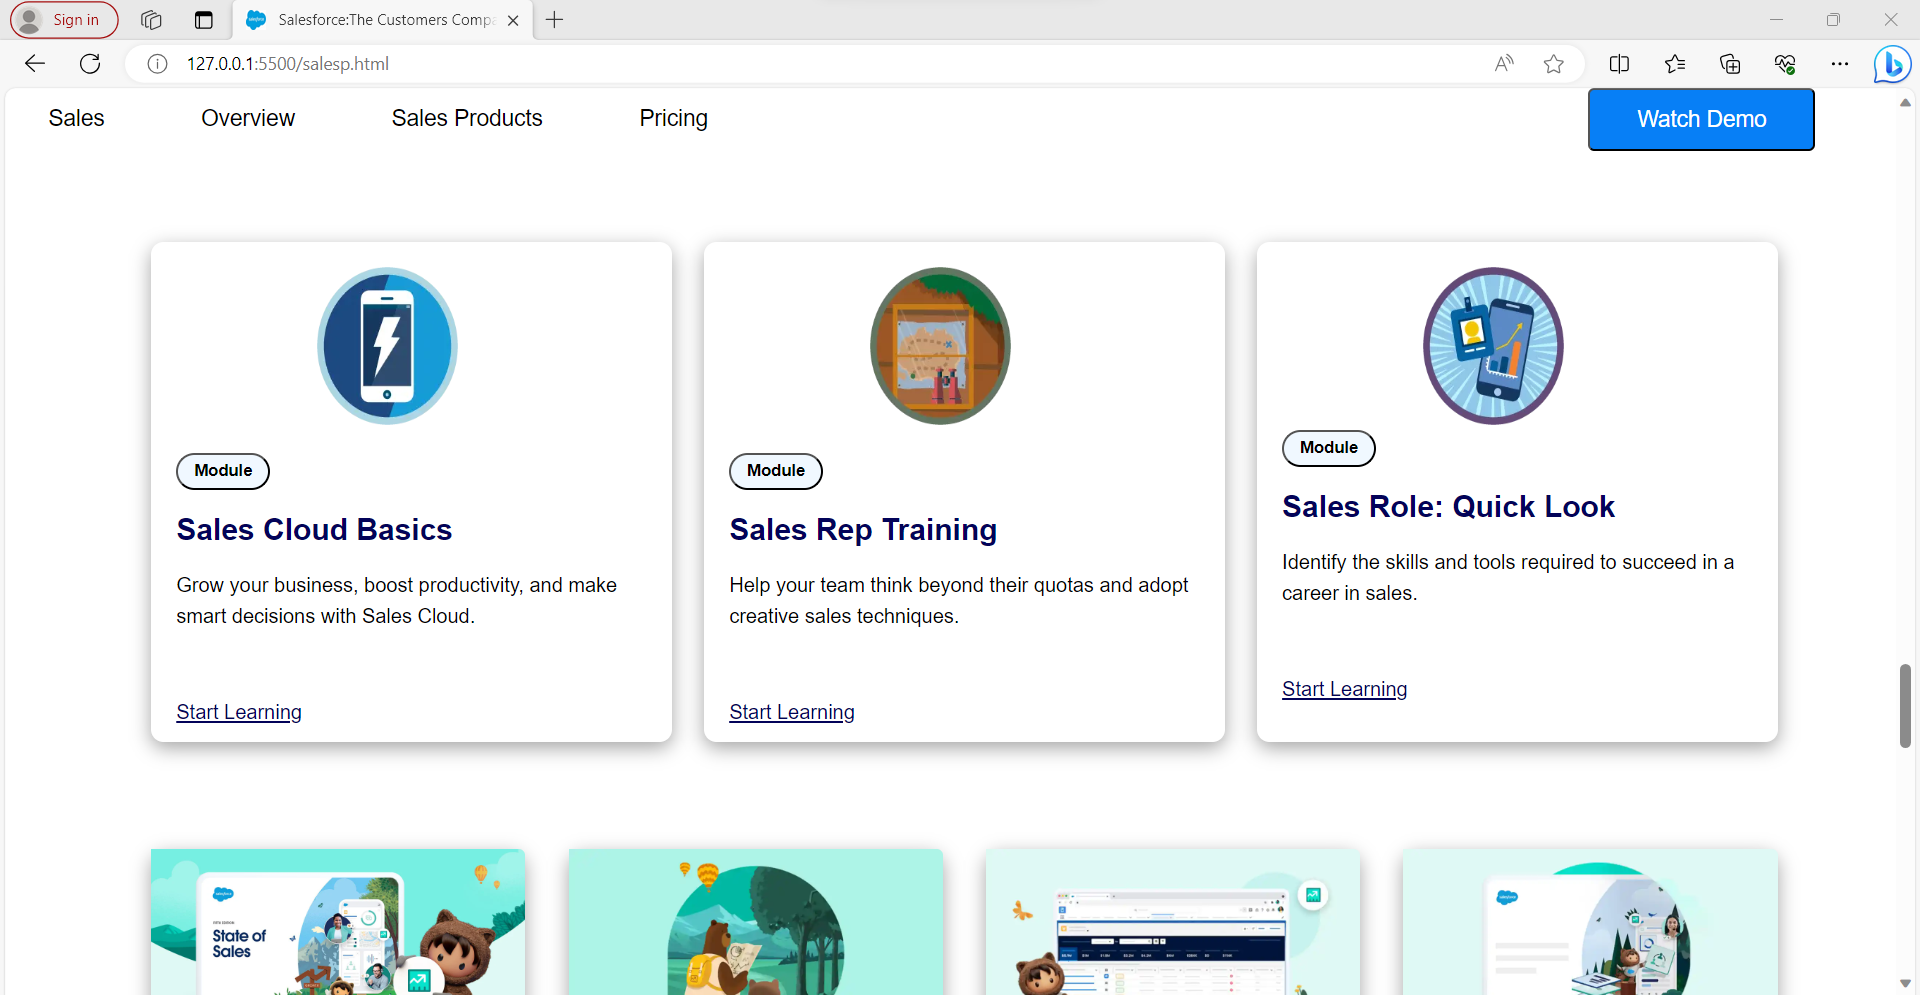 Sign in
Salesforce:The Customers Compa
127.0.0.1:5500/salesp.html
Sales
Overview
Sales Products
Pricing
Watch Demo
Module
Sales Cloud Basics
Grow your business, boost productivity, and make
smart decisions with Sales Cloud.
Start Learning
Module
Sales Rep Training
Help your team think beyond their quotas and adopt
creative sales techniques.
Start Learning
Module
Sales Role: Quick Look
Identify the skills and tools required to succeed in a
career in sales.
Start Learning
State of
Sales